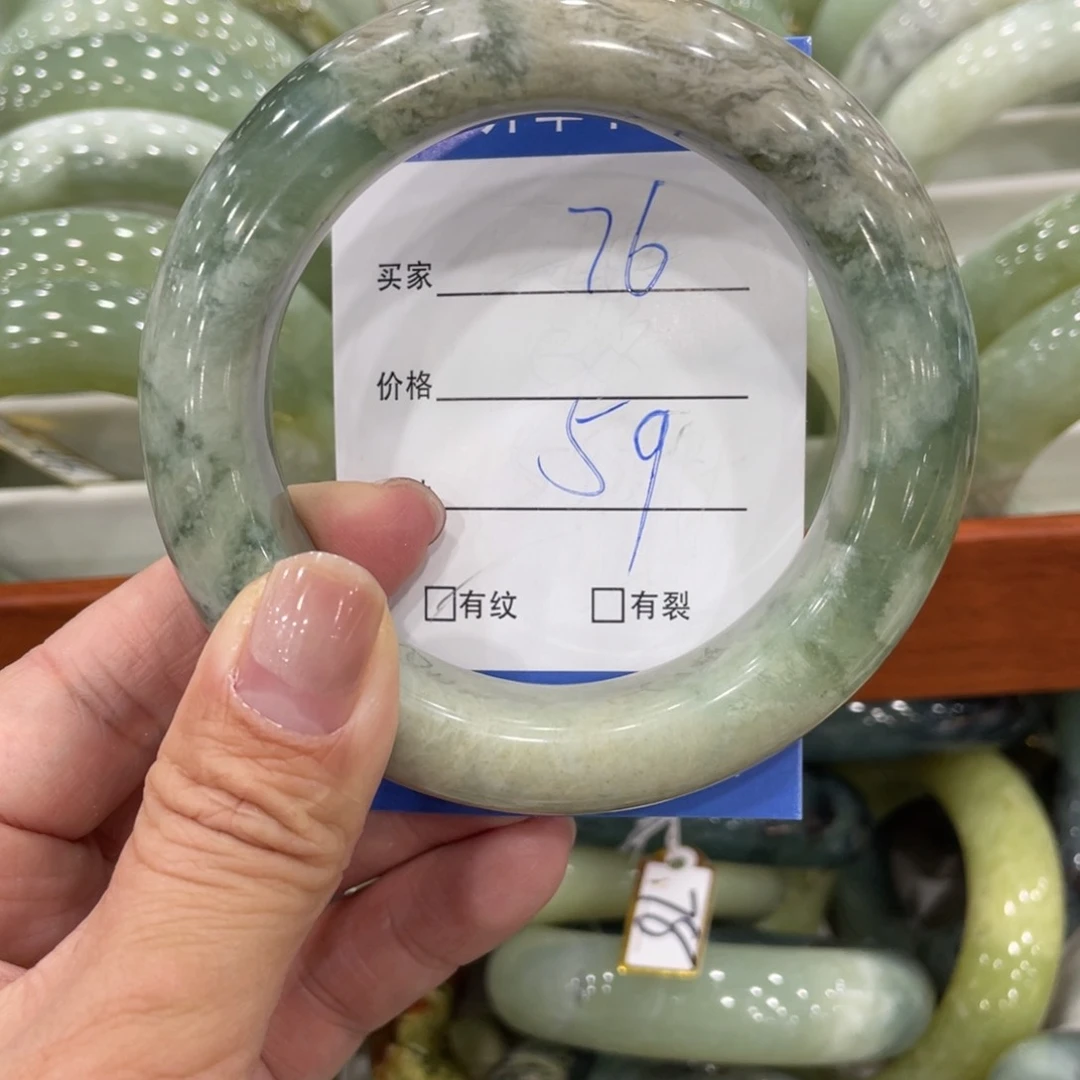 买家 76
价格
59
有纹 有裂